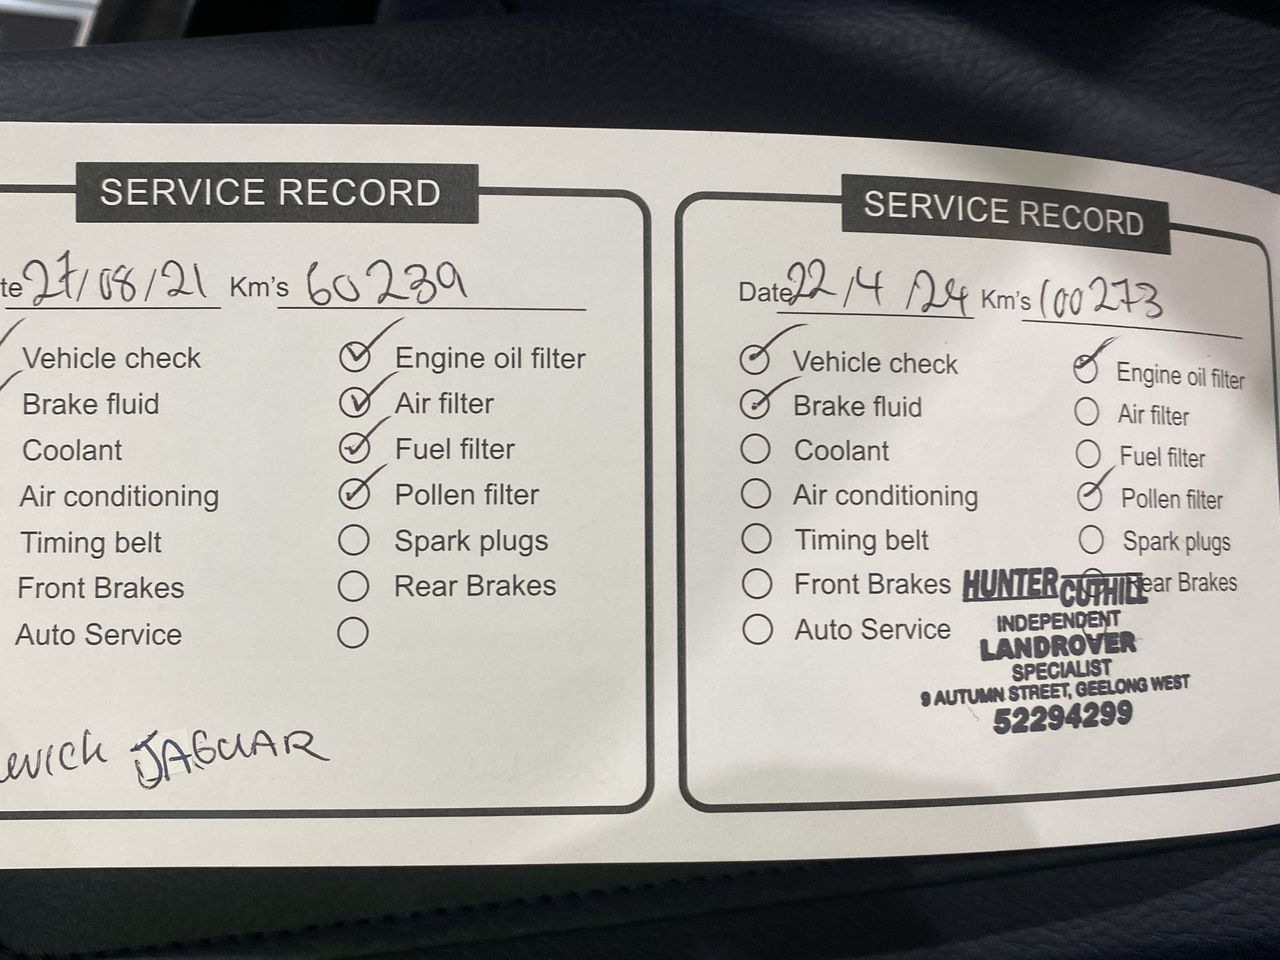 SERVICE RECORD
te 27/08/21 Km's 60239
Vehicle check
Brake fluid
Coolant
Air conditioning
Timing belt
Front Brakes
Auto Service
Engine oil filter
Air filter
Fuel filter
Pollen filter
Spark plugs
Rear Brakes
JAGUAR
SERVICE RECORD
Date 22/4/24 Km's 100273
Vehicle check
Brake fluid
Coolant
Air conditioning
Timing belt
Front Brakes
Auto Service
Engine oil filter
Air filter
Fuel filter
Pollen filter
Spark plugs
Rear Brakes
HUNTER CUTHILL
INDEPENDENT
LANDROVER
SPECIALIST
9 AUTUMN STREET, GEELONG WEST
52294299